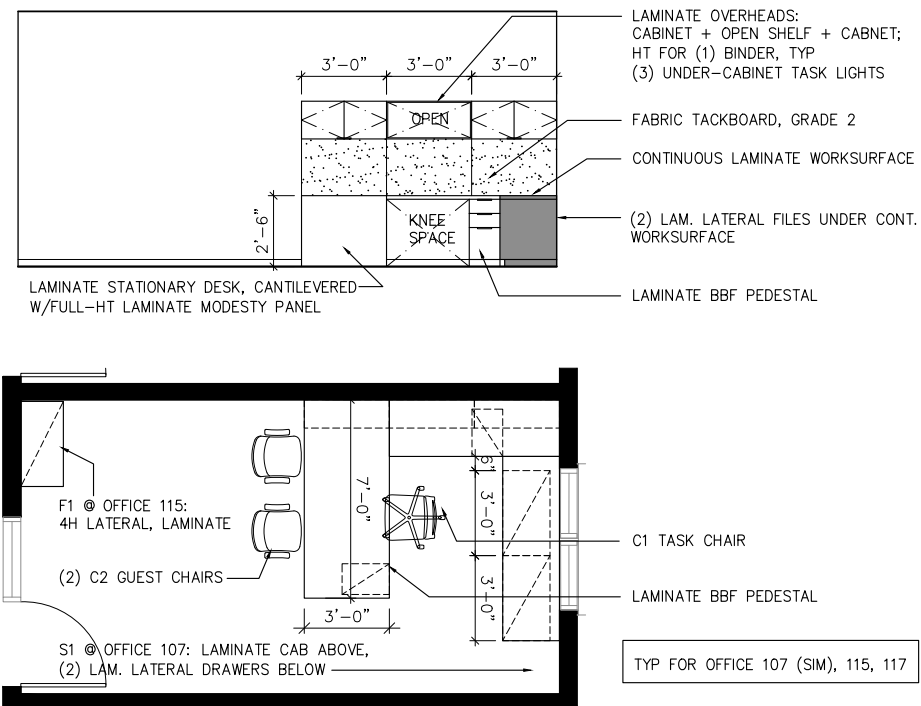 LAMINATE OVERHEADS:
CABINET + OPEN SHELF + CABNET;
HT FOR (1) BINDER, TYP
(3) UNDER-CABINET TASK LIGHTS
3'-0" 3'-0" 3'-0"
OPEN
FABRIC TACKBOARD, GRADE 2
CONTINUOUS LAMINATE WORKSURFACE
2'-6"
KNEE
SPACE
(2) LAM. LATERAL FILES UNDER CONT.
WORKSURFACE
LAMINATE STATIONARY DESK, CANTILEVERED
W/FULL-HT LAMINATE MODESTY PANEL
LAMINATE BBF PEDESTAL
6"
7'-0"
3'-0"
F1 @ OFFICE 115:
4H LATERAL, LAMINATE
C1 TASK CHAIR
(2) C2 GUEST CHAIRS
3'-0"
LAMINATE BBF PEDESTAL
3'-0"
S1 @ OFFICE 107: LAMINATE CAB ABOVE,
(2) LAM. LATERAL DRAWERS BELOW
TYP FOR OFFICE 107 (SIM), 115, 117